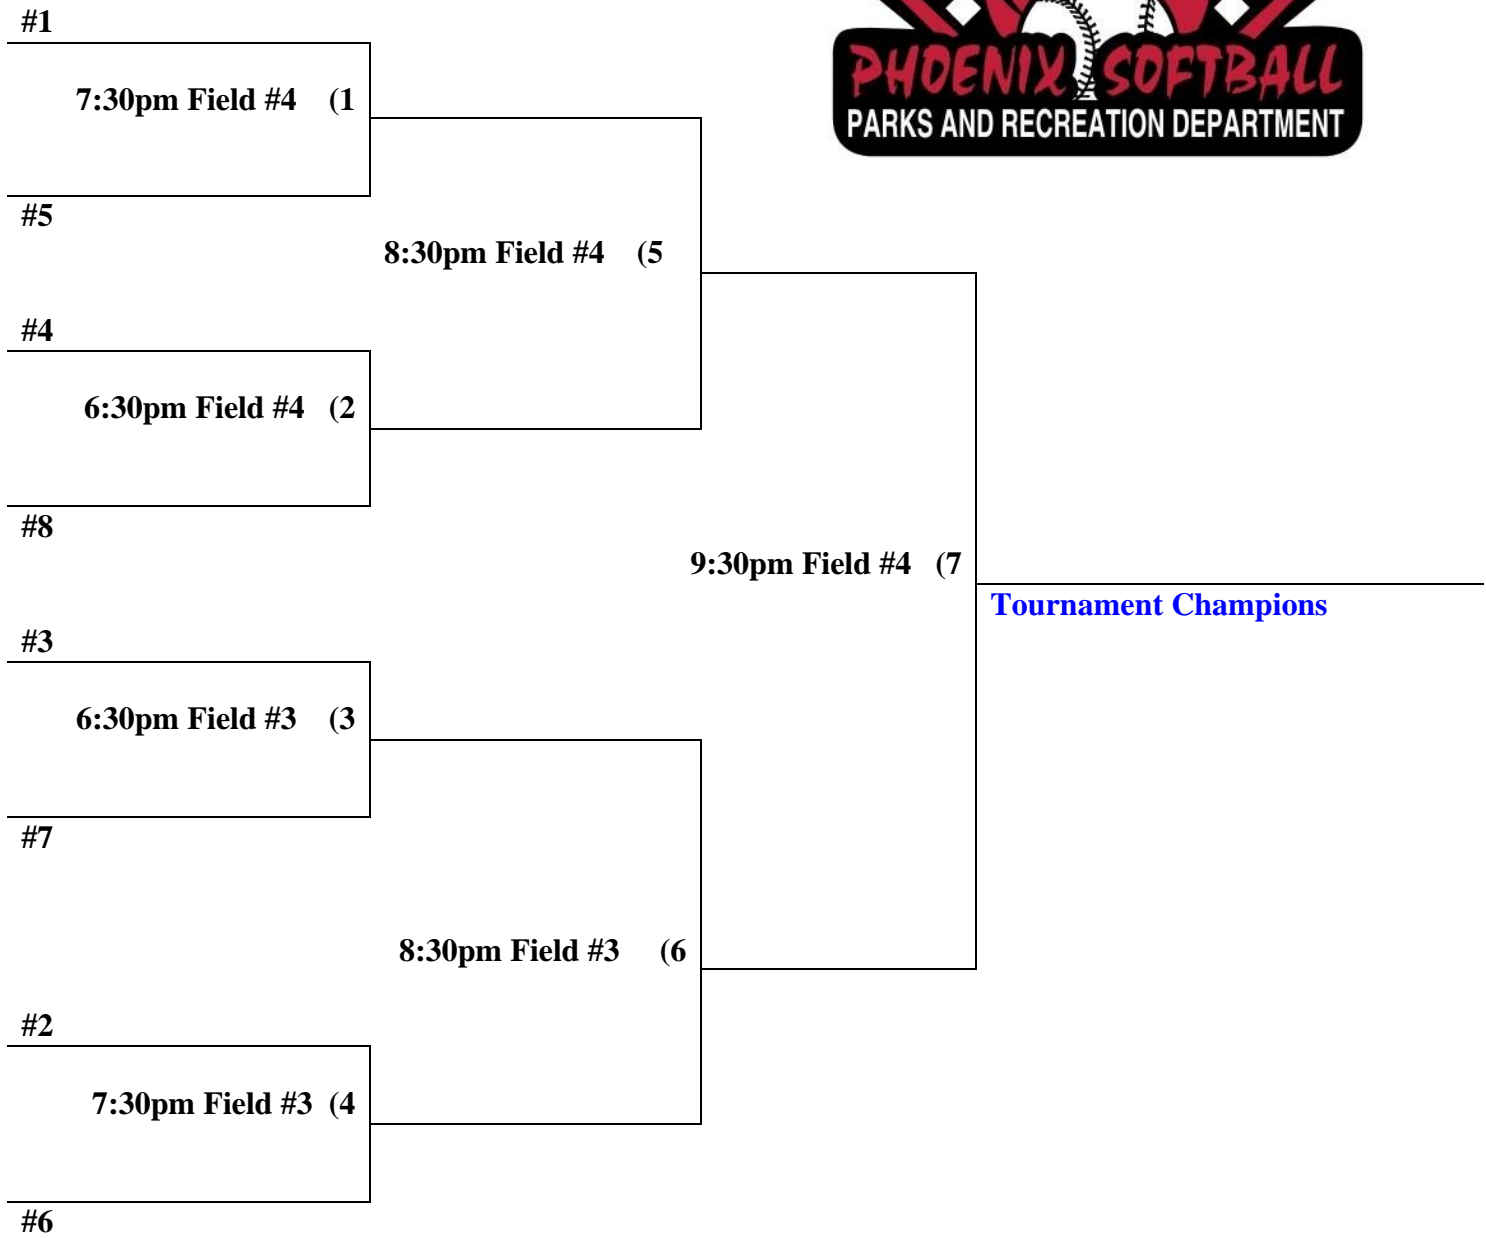 #1
PHOENIX SOFTBALL
7:30pm Field #4 (1
PARKS AND RECREATION DEPARTMENT
#5
8:30pm Field #4 (5
#4
6:30pm Field #4 (2
#8
9:30pm Field #4 (7
Tournament Champions
#3
6:30pm Field #3 (3
#7
8:30pm Field #3 (6
#2
7:30pm Field #3 (4
#6